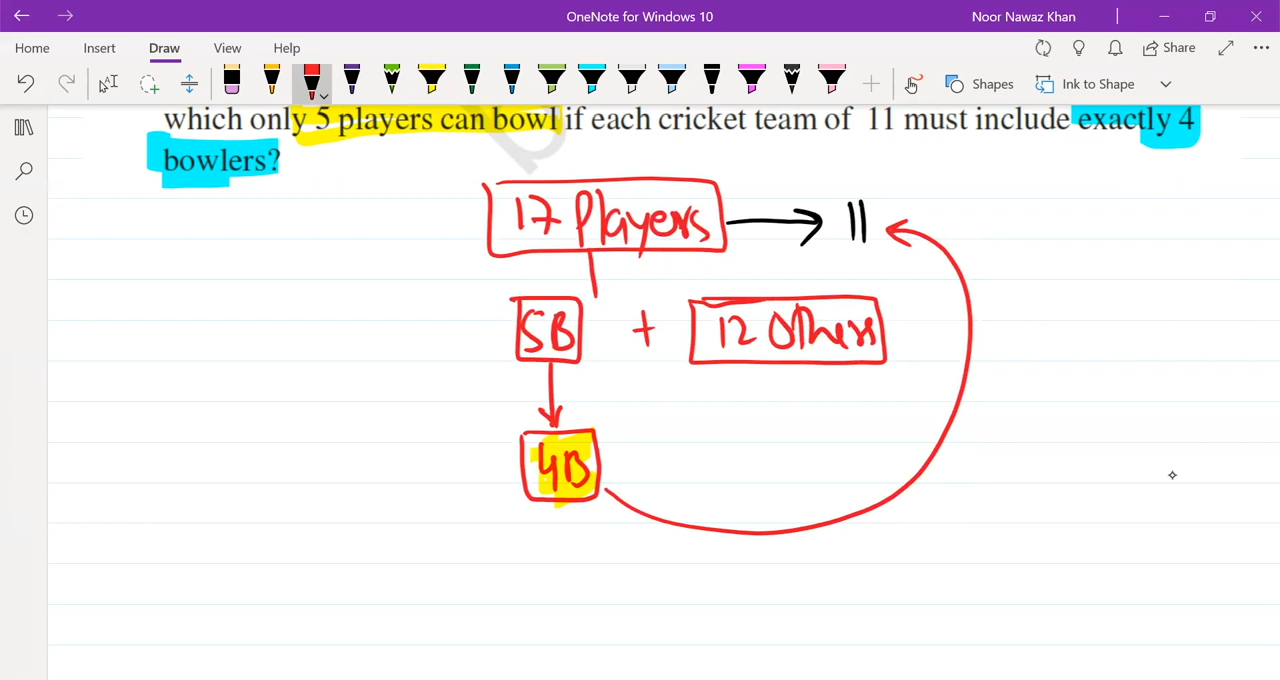 OneNote for Windows 10
Noor Nawaz Khan
Home Insert Draw View Help
Share
Shapes
Ink to Shape
which only 5 players can bowl if each cricket team of 11 must include exactly 4
bowlers?
17 Players → 11
5B + 12 Others
4B